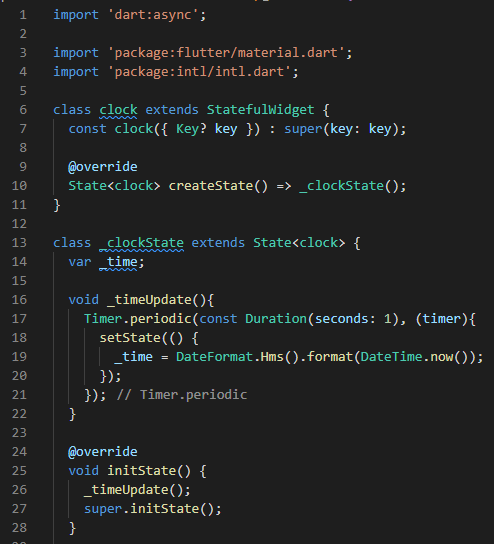 1 import 'dart:async';
2
3 import 'package:flutter/material.dart';
4 import 'package:intl/intl.dart';
5
6 class clock extends StatefulWidget {
7   const clock({ Key? key }) : super(key: key);
8
9   @override
10   State<clock> createState() => _clockState();
11 }
12
13 class _clockState extends State<clock> {
14   var _time;
15
16   void _timeUpdate(){
17     Timer.periodic(const Duration(seconds: 1), (timer){
18       setState(() {
19         _time = DateFormat.Hms().format(DateTime.now());
20       });
21     }); // Timer.periodic
22   }
23
24   @override
25   void initState() {
26     _timeUpdate();
27     super.initState();
28   }